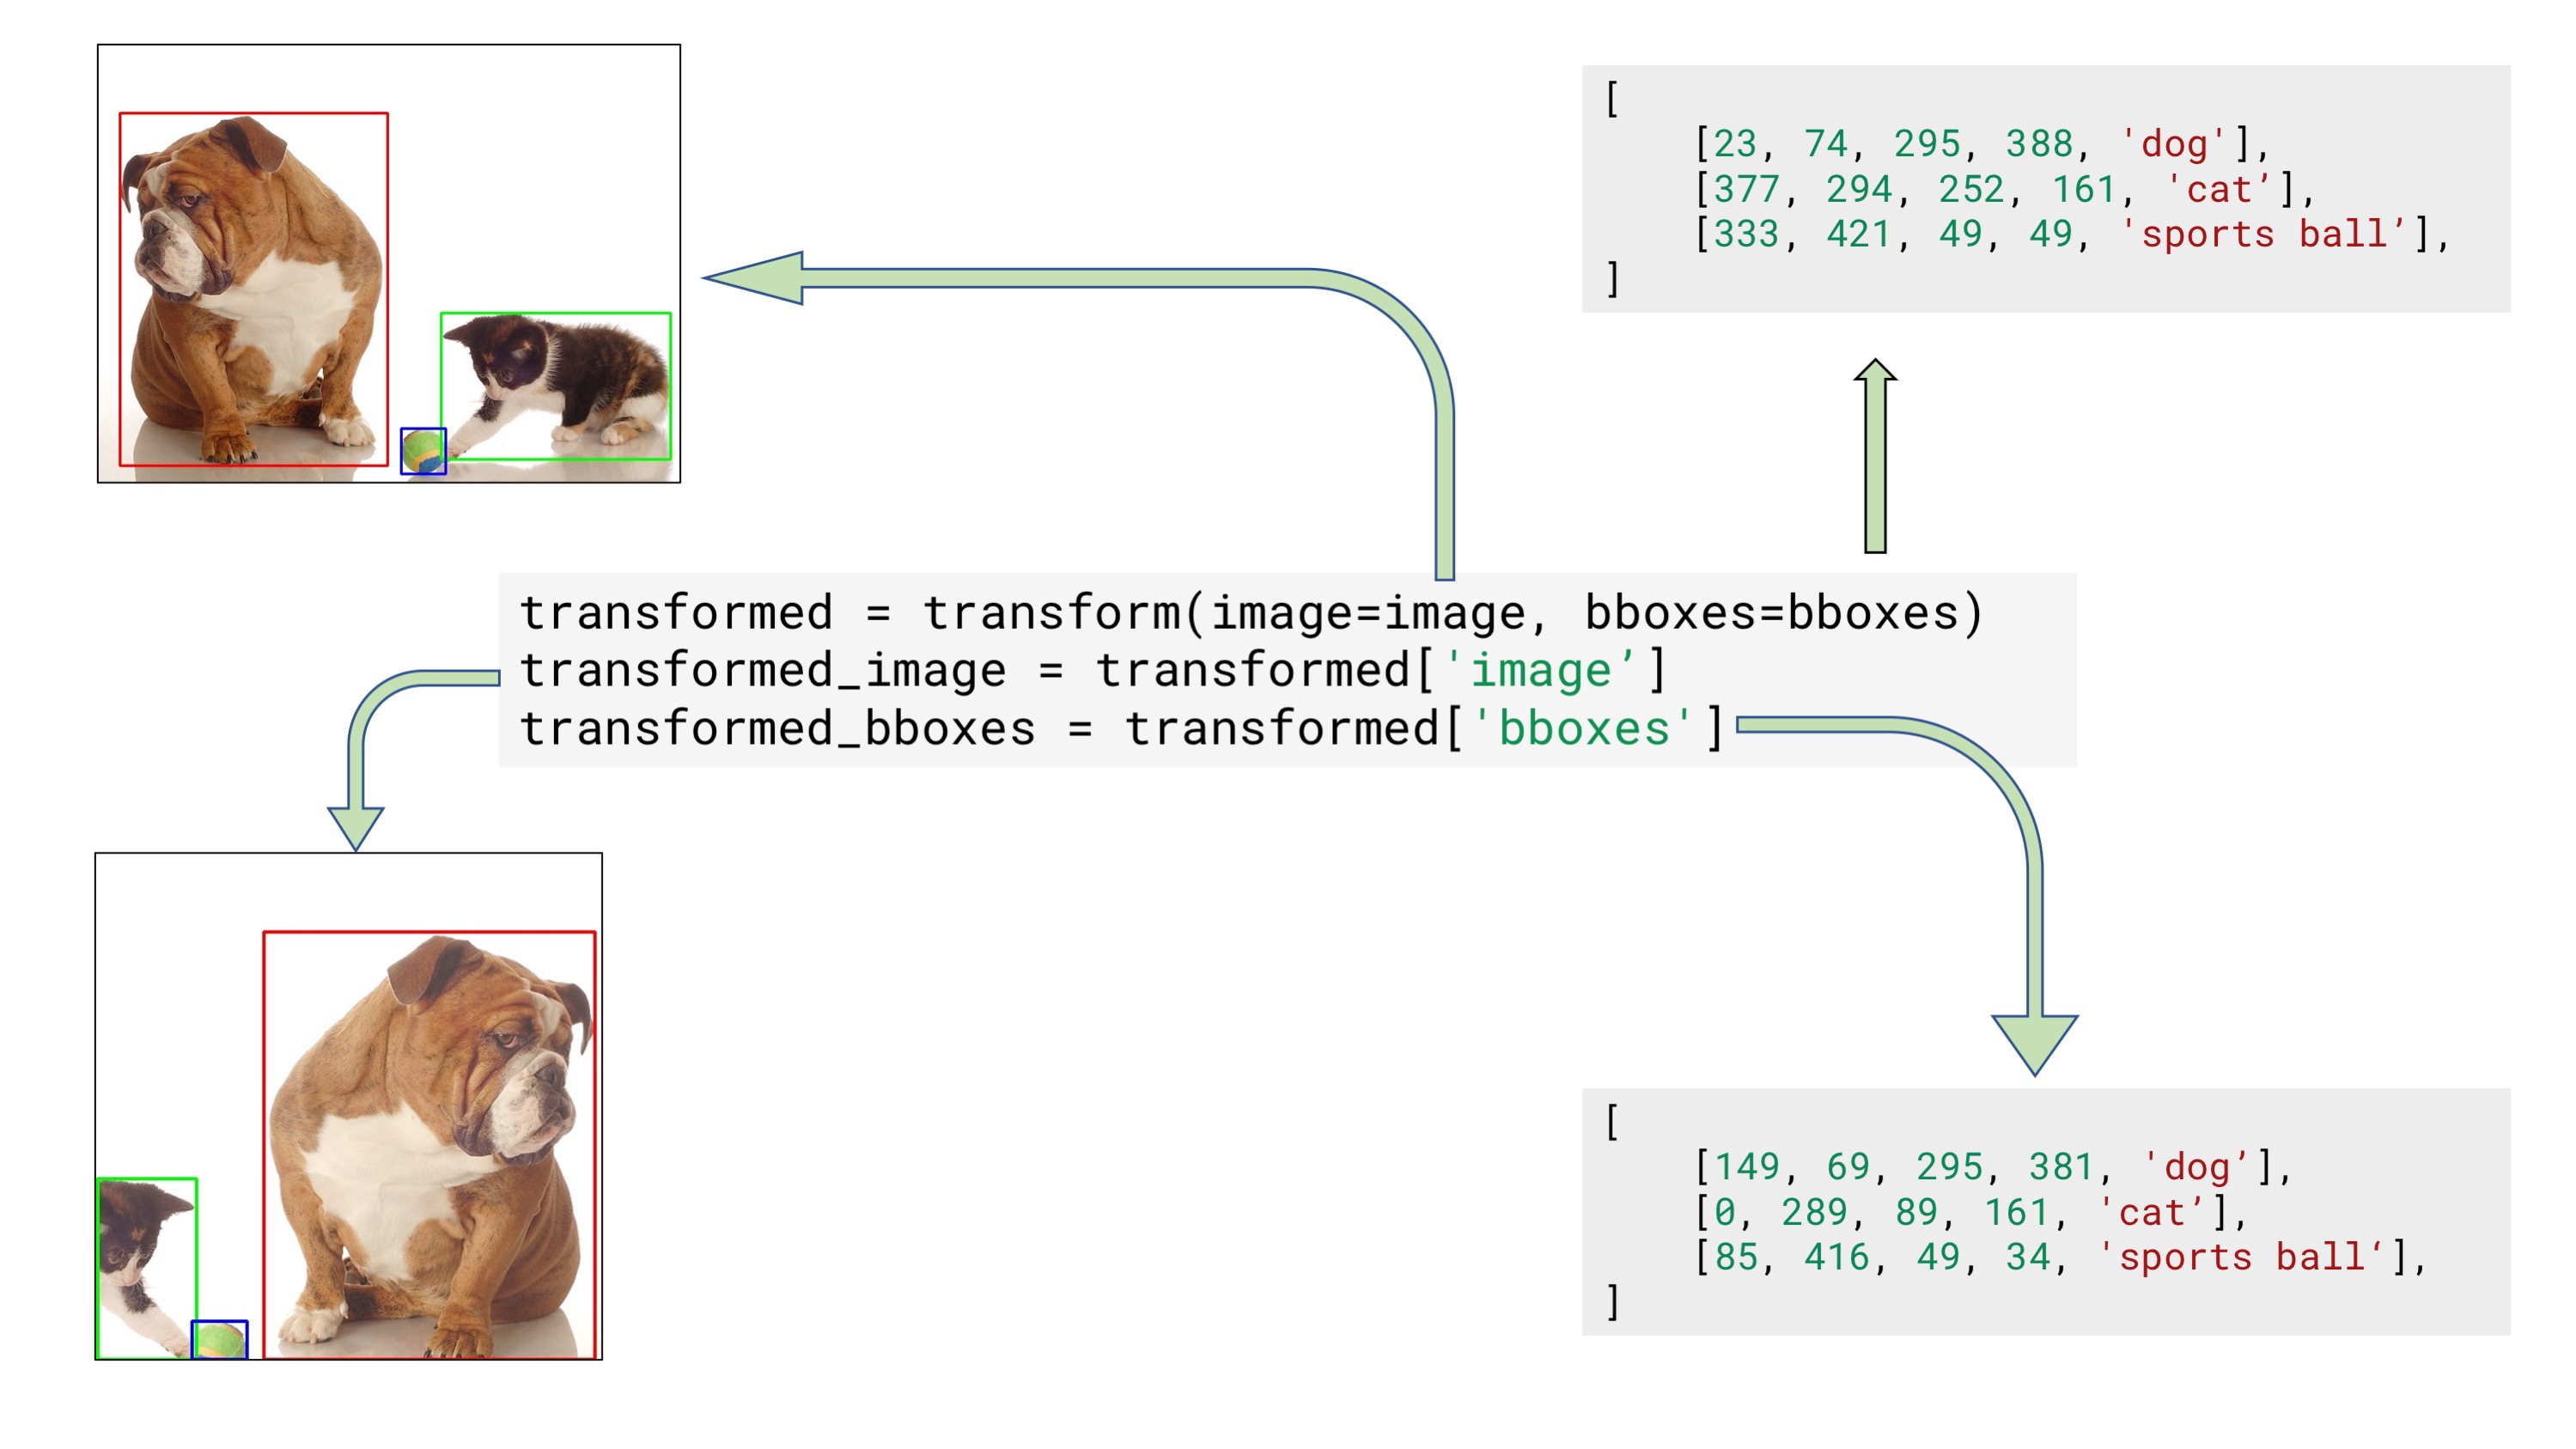 [
[23, 74, 295, 388, 'dog'],
[377, 294, 252, 161, 'cat’],
[333, 421, 49, 49, 'sports ball’],
]
transformed = transform(image=image, bboxes=bboxes)
transformed_image = transformed['image’]
transformed_bboxes = transformed['bboxes']
[
[149, 69, 295, 381, 'dog’],
[0, 289, 89, 161, 'cat’],
[85, 416, 49, 34, 'sports ball‘],
]